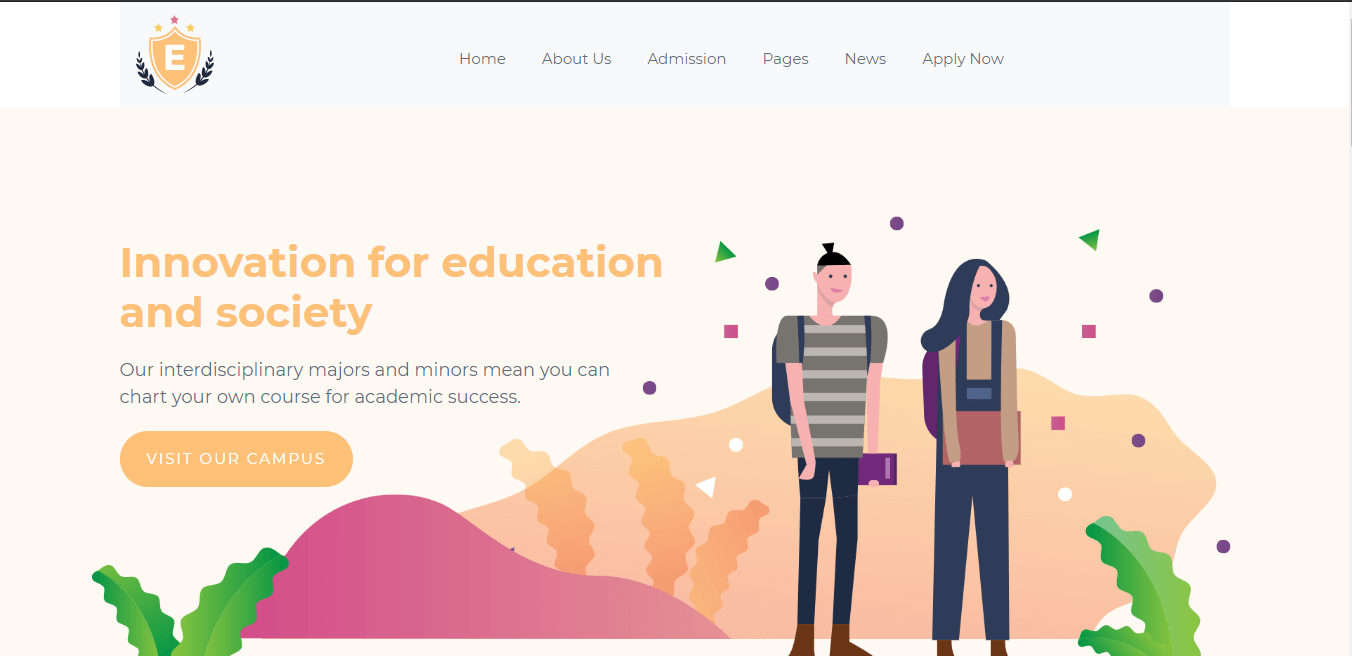 E
Home About Us Admission Pages News Apply Now
Innovation for education
and society
Our interdisciplinary majors and minors mean you can
chart your own course for academic success.
VISIT OUR CAMPUS